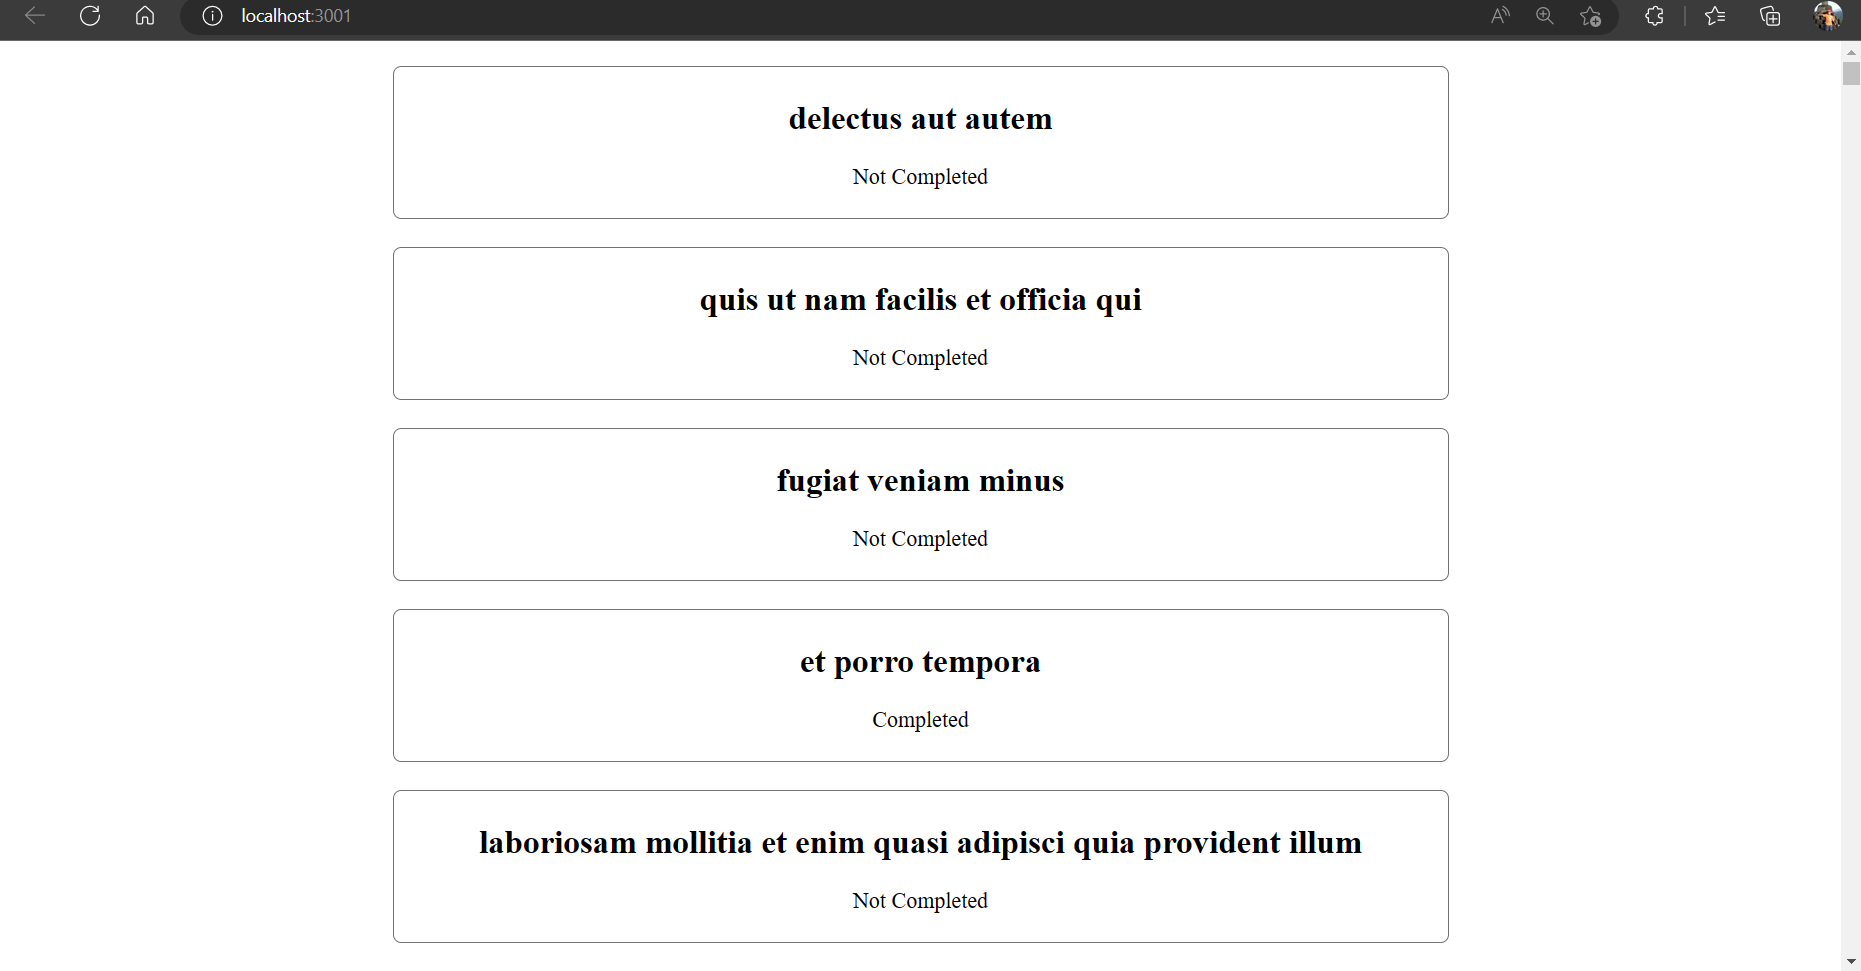 localhost:3001
delectus aut autem
Not Completed
quis ut nam facilis et officia qui
Not Completed
fugiat veniam minus
Not Completed
et porro tempora
Completed
laboriosam mollitia et enim quasi adipisci quia provident illum
Not Completed